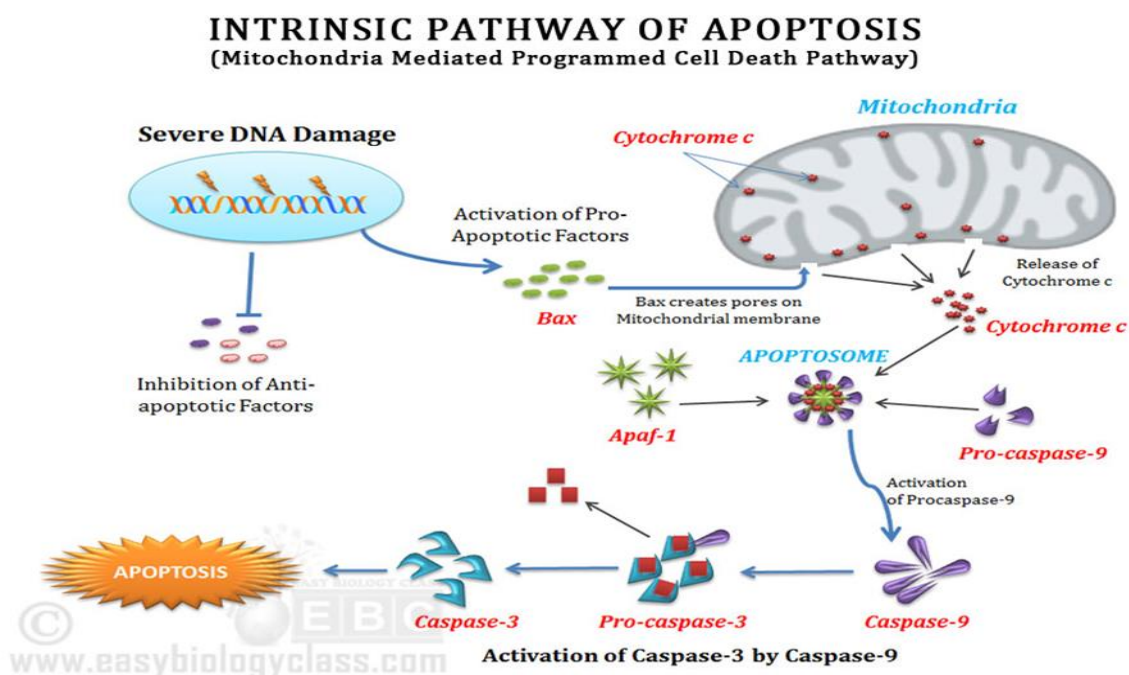 INTRINSIC PATHWAY OF APOPTOSIS
(Mitochondria Mediated Programmed Cell Death Pathway)
Mitochondria
Severe DNA Damage
Cytochrome c
Activation of Pro-
Apoptotic Factors
Release of
Cytochrome c
Bax creates pores on
Mitochondrial membrane
Bax
Cytochrome c
APOPTOSOME
Inhibition of Anti-
apoptotic Factors
Apaf-1
Pro-caspase-9
Activation
of Procaspase-9
APOPTOSIS
EASY BIOLOGY CLASS
EBC
Caspase-3
Pro-caspase-3
Caspase-9
©
www.easybiologyclass.com
Activation of Caspase-3 by Caspase-9